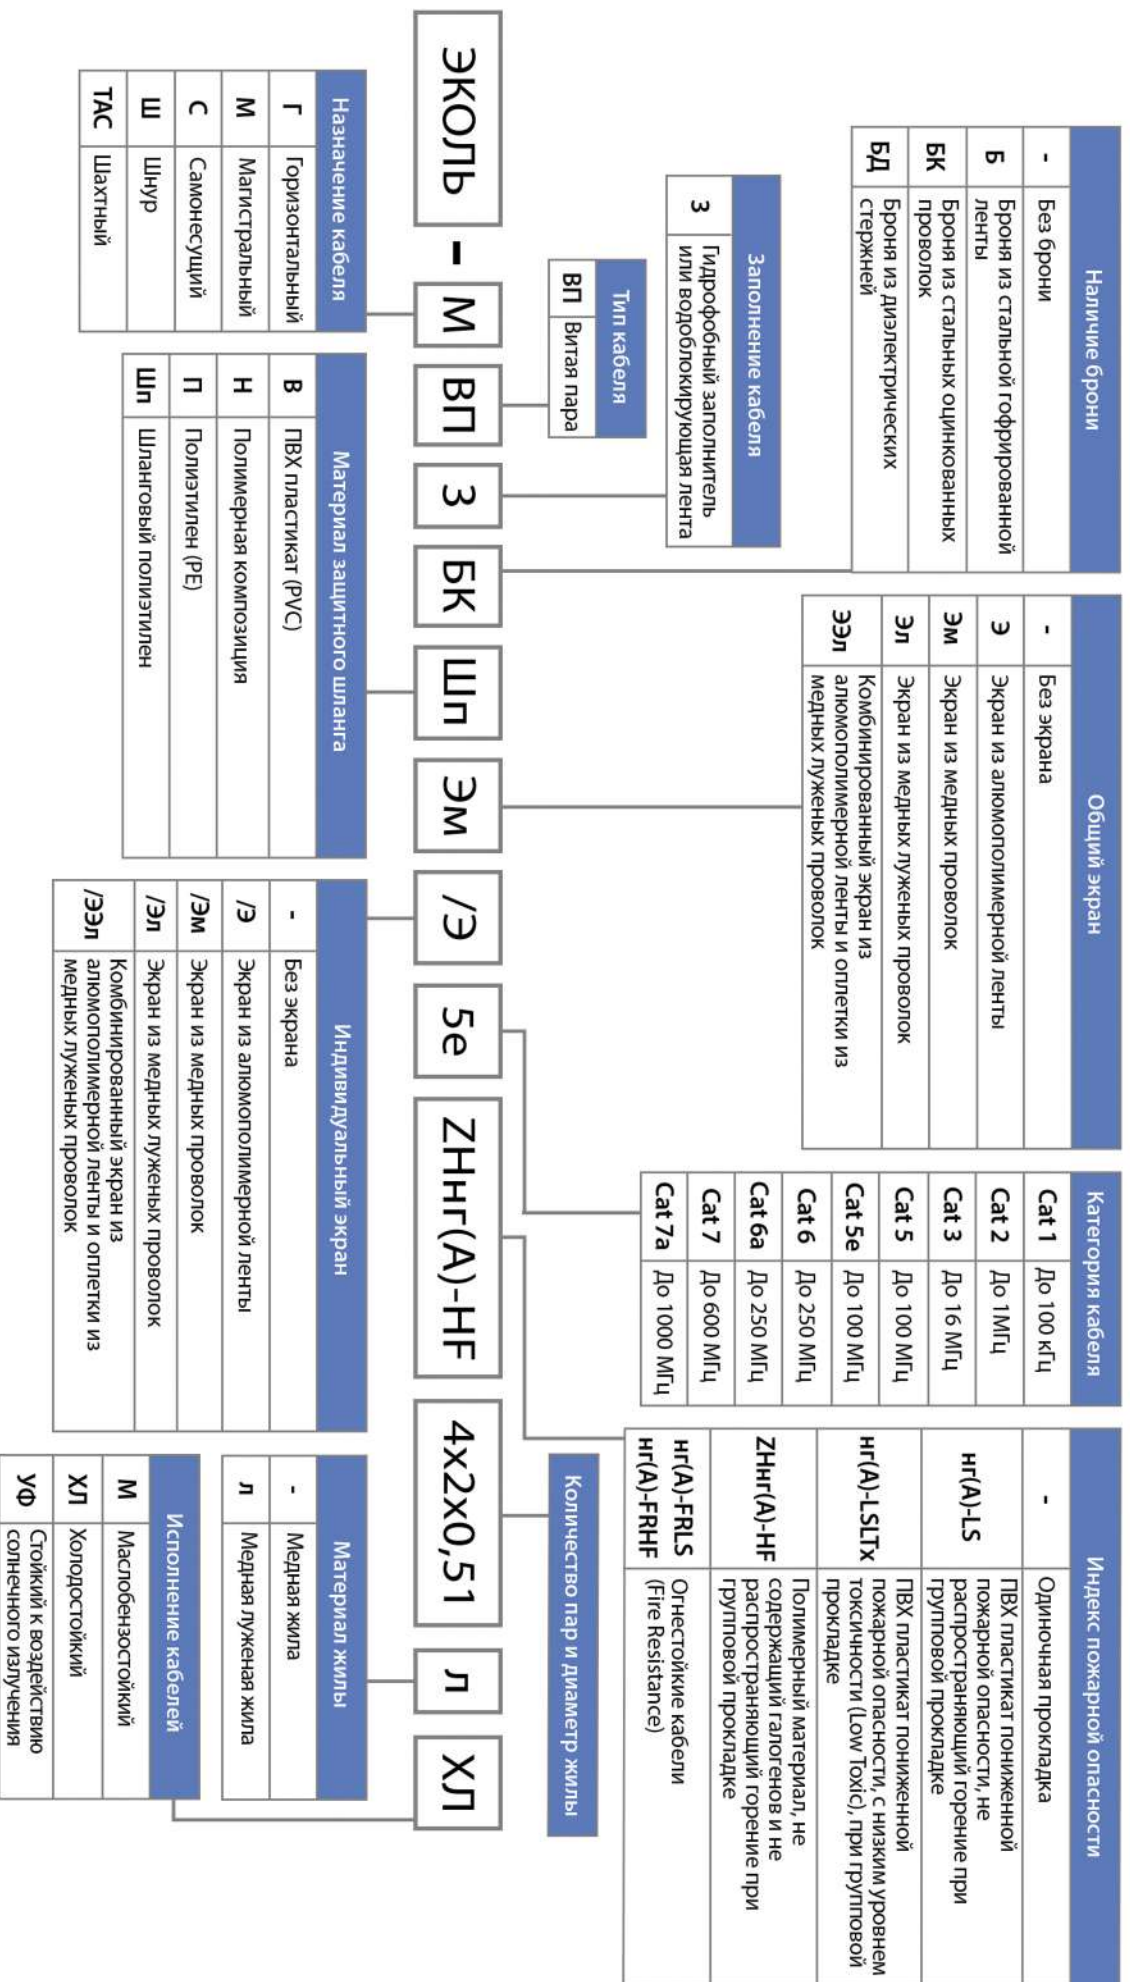 Наличие брони
- Без брони
Б Броня из стальной гофрированной
ленты
БК Броня из стальных оцинкованных
проволок
БД Броня из диэлектрических
стержней
Общий экран
- Без экрана
Э Экран из алюмополимерной ленты
Эм Экран из медных проволок
Эл Экран из медных луженых проволок
ЭЭл Комбинированный экран из
алюмополимерной ленты и оплетки из
медных луженых проволок
Категория кабеля
Cat 1 До 100 кГц
Cat 2 До 1МГц
Cat 3 До 16 МГц
Cat 5 До 100 МГц
Cat 5e До 100 МГц
Cat 6 До 250 МГц
Cat 6a До 250 МГц
Cat 7 До 600 МГц
Cat 7a До 1000 МГц
Индекс пожарной опасности
- Одиночная прокладка
нг(А)-LS ПВХ пластикат пониженной
пожарной опасности, не
распространяющий горение при
групповой прокладке
нг(А)-LSLTx ПВХ пластикат пониженной
пожарной опасности, с низким уровнем
токсичности (Low Toxic), при групповой
прокладке
ZHнг(А)-HF Полимерный материал, не
содержащий галогенов и не
распространяющий горение при
групповой прокладке
нг(А)-FRLS Огнестойкие кабели
нг(А)-FRHF (Fire Resistance)
Заполнение кабеля
З Гидрофобный заполнитель
или водоблокирующая лента
Тип кабеля
ВП Витая пара
Количество пар и диаметр жилы
ЭКОЛЬ - М ВП З БК Шп Эм /Э 5е ZHнг(А)-HF 4x2x0,51 л ХЛ
Назначение кабеля
Г Горизонтальный
М Магистральный
С Самонесущий
Ш Шнур
ТАС Шахтный
Материал защитного шланга
В ПВХ пластикат (PVC)
Н Полимерная композиция
П Полиэтилен (PE)
Шп Шланговый полиэтилен
Индивидуальный экран
- Без экрана
/Э Экран из алюмополимерной ленты
/Эм Экран из медных проволок
/Эл Экран из медных луженых проволок
/ЭЭл Комбинированный экран из
алюмополимерной ленты и оплетки из
медных луженых проволок
Материал жилы
- Медная жила
л Медная луженая жила
Исполнение кабелей
М Маслобензостойкий
ХЛ Холодостойкий
УФ Стойкий к воздействию
солнечного излучения